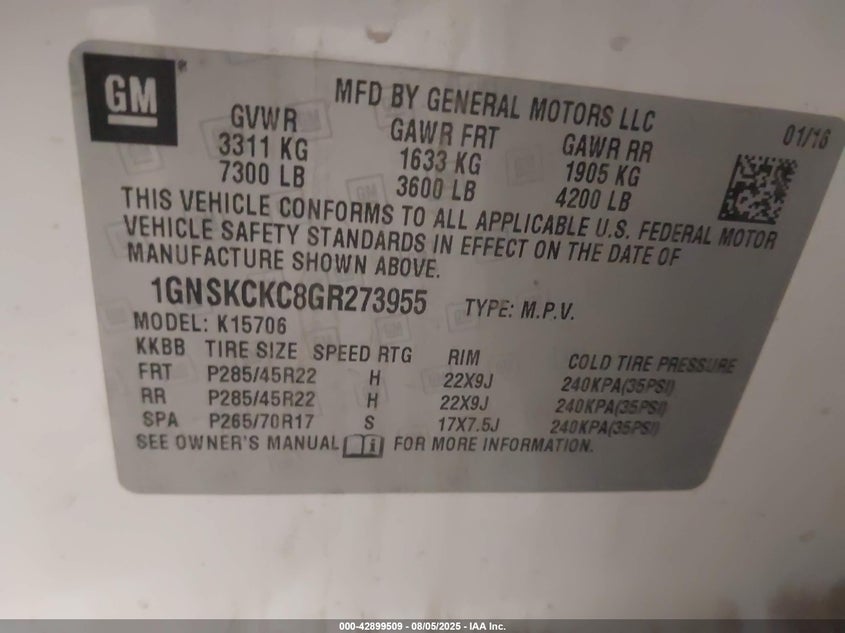 GM
MFD BY GENERAL MOTORS LLC
01/16
GVWR GAWR FRT GAWR RR
3311 KG 1633 KG 1905 KG
7300 LB 3600 LB 4200 LB
THIS VEHICLE CONFORMS TO ALL APPLICABLE U.S. FEDERAL MOTOR
VEHICLE SAFETY STANDARDS IN EFFECT ON THE DATE OF
MANUFACTURE SHOWN ABOVE.
1GNSKCKC8GR273955 TYPE: M.P.V.
MODEL: K15706
KKBB TIRE SIZE SPEED RTG RIM COLD TIRE PRESSURE
FRT P285/45R22 H 22X9J 240KPA(35PSI)
RR P285/45R22 H 22X9J 240KPA(35PSI)
SPA P265/70R17 S 17X7.5J 240KPA(35PSI)
SEE OWNER'S MANUAL FOR MORE INFORMATION.
000-42899509 - 08/05/2025 - IAA Inc.